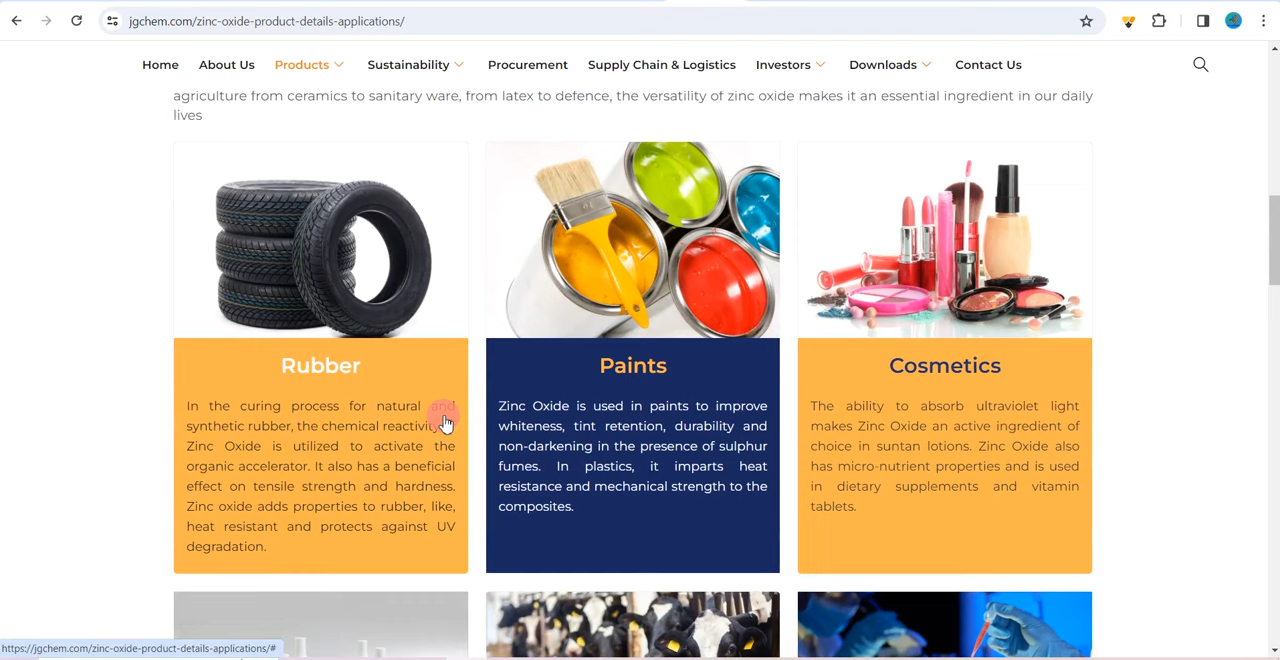 jgchem.com/zinc-oxide-product-details-applications/
Home About Us Products Sustainability Procurement Supply Chain & Logistics Investors Downloads Contact Us
agriculture from ceramics to sanitary ware, from latex to defence, the versatility of zinc oxide makes it an essential ingredient in our daily
lives
Rubber
In the curing process for natural and
synthetic rubber, the chemical reactivity
Zinc Oxide is utilized to activate the
organic accelerator. It also has a beneficial
effect on tensile strength and hardness.
Zinc oxide adds properties to rubber, like,
heat resistant and protects against UV
degradation.
Paints
Zinc Oxide is used in paints to improve
whiteness, tint retention, durability and
non-darkening in the presence of sulphur
fumes. In plastics, it imparts heat
resistance and mechanical strength to the
composites.
Cosmetics
The ability to absorb ultraviolet light
makes Zinc Oxide an active ingredient of
choice in suntan lotions. Zinc Oxide also
has micro-nutrient properties and is used
in dietary supplements and vitamin
tablets.
https://jgchem.com/zinc-oxide-product-details-applications/#